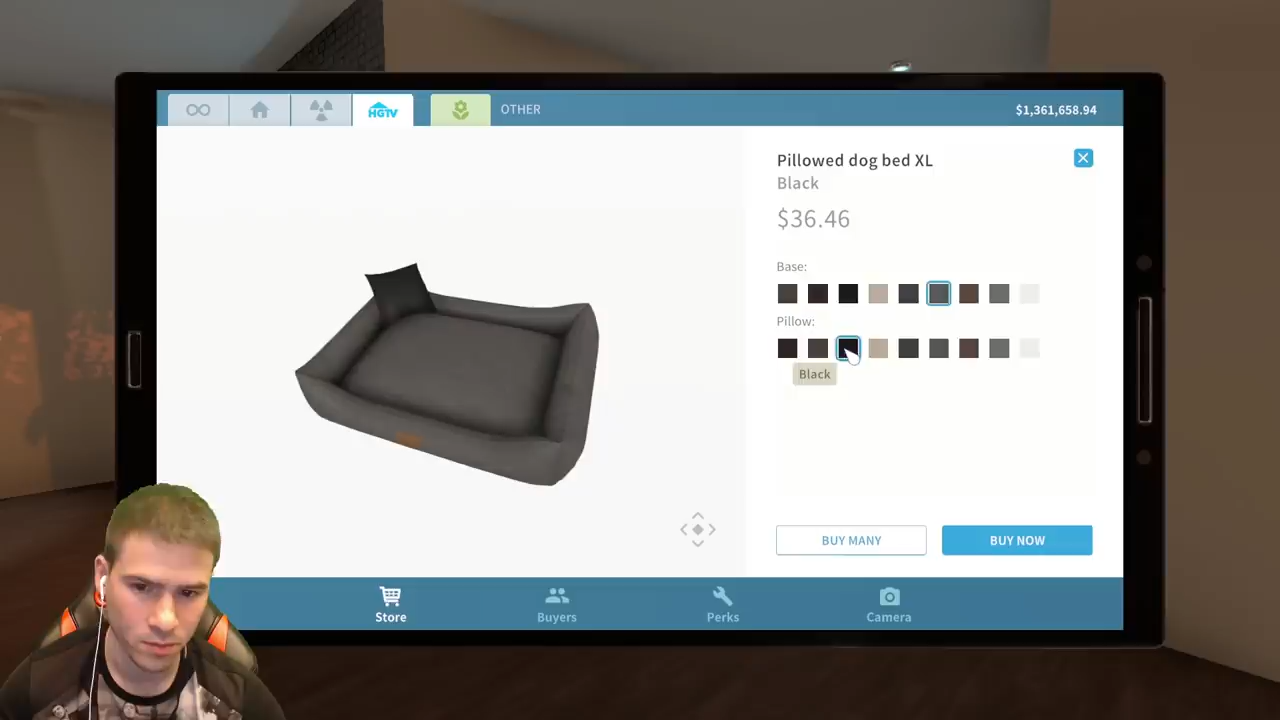 HGTV
OTHER
$1,361,658.94
Pillowed dog bed XL
Black
$36.46
Base:
Pillow:
Black
BUY MANY
BUY NOW
Store
Buyers
Perks
Camera